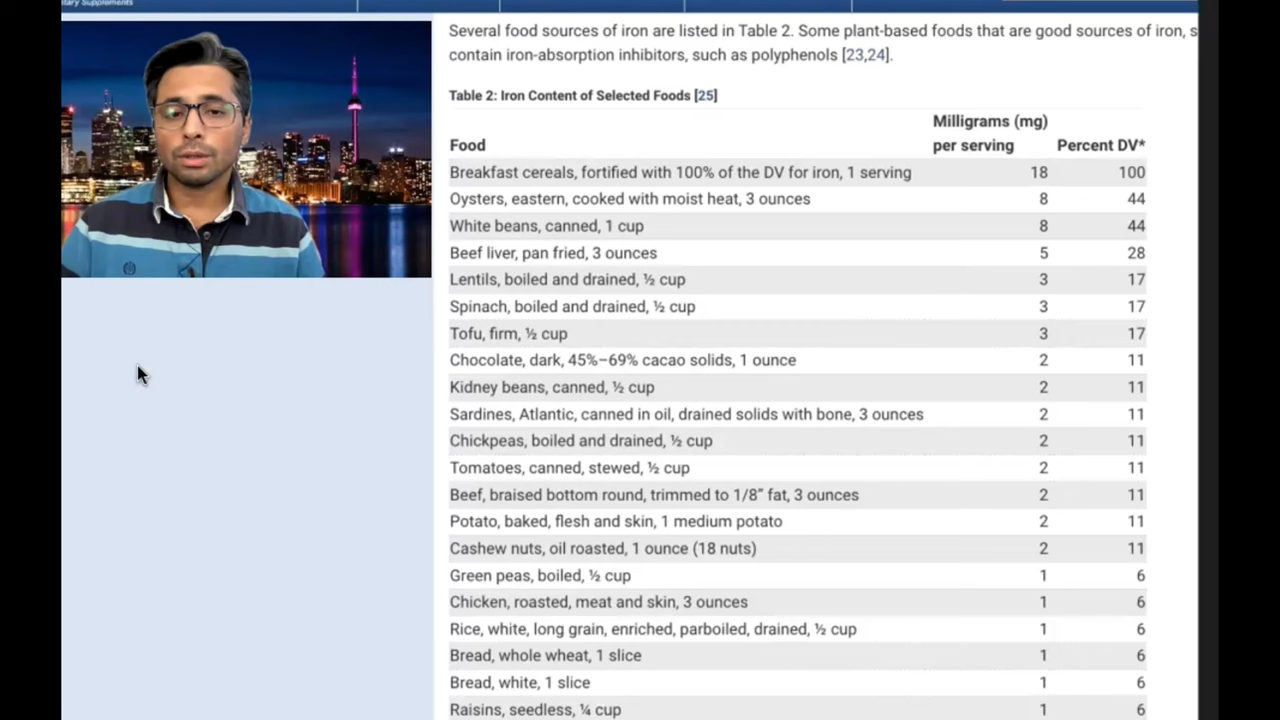 tary Supplements
Several food sources of iron are listed in Table 2. Some plant-based foods that are good sources of iron, s
contain iron-absorption inhibitors, such as polyphenols [23,24].
Table 2: Iron Content of Selected Foods [25]
Food Milligrams (mg) per serving Percent DV*
Breakfast cereals, fortified with 100% of the DV for iron, 1 serving 18 100
Oysters, eastern, cooked with moist heat, 3 ounces 8 44
White beans, canned, 1 cup 8 44
Beef liver, pan fried, 3 ounces 5 28
Lentils, boiled and drained, ½ cup 3 17
Spinach, boiled and drained, ½ cup 3 17
Tofu, firm, ½ cup 3 17
Chocolate, dark, 45%–69% cacao solids, 1 ounce 2 11
Kidney beans, canned, ½ cup 2 11
Sardines, Atlantic, canned in oil, drained solids with bone, 3 ounces 2 11
Chickpeas, boiled and drained, ½ cup 2 11
Tomatoes, canned, stewed, ½ cup 2 11
Beef, braised bottom round, trimmed to 1/8” fat, 3 ounces 2 11
Potato, baked, flesh and skin, 1 medium potato 2 11
Cashew nuts, oil roasted, 1 ounce (18 nuts) 2 11
Green peas, boiled, ½ cup 1 6
Chicken, roasted, meat and skin, 3 ounces 1 6
Rice, white, long grain, enriched, parboiled, drained, ½ cup 1 6
Bread, whole wheat, 1 slice 1 6
Bread, white, 1 slice 1 6
Raisins, seedless, ¼ cup 1 6